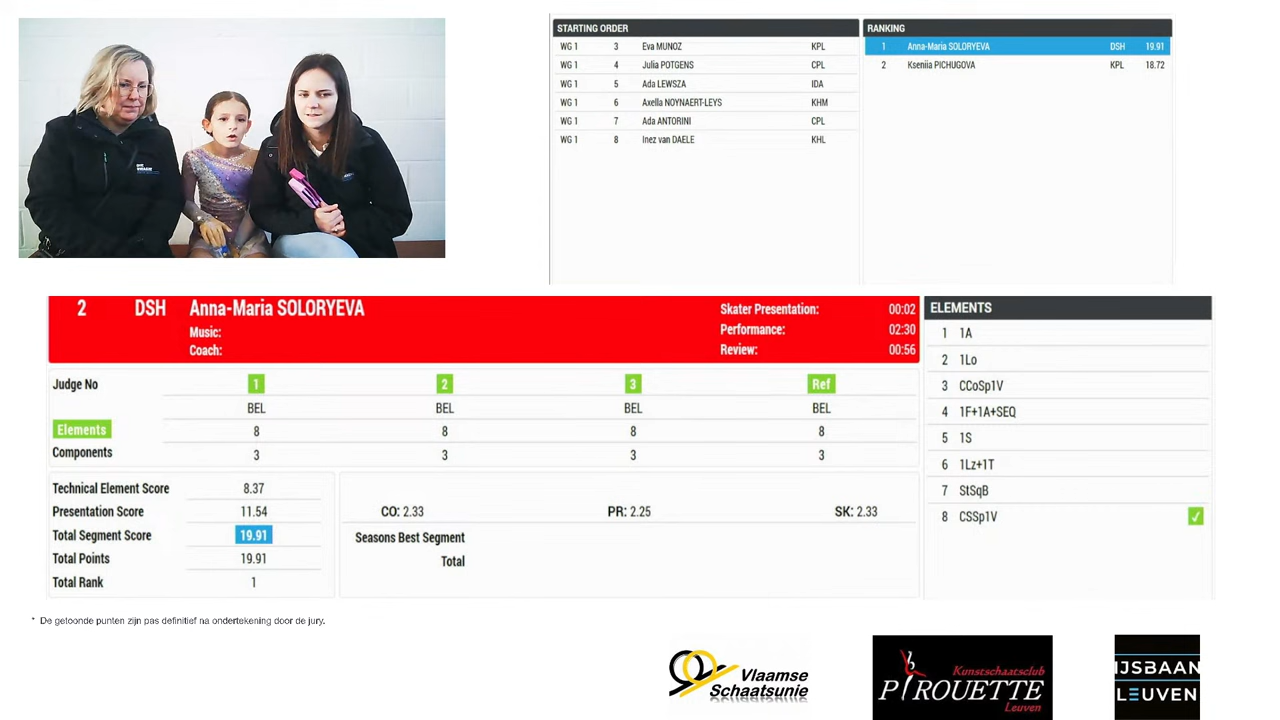 STARTING ORDER
WG 1 3 Eva MUNOZ KPL
WG 1 4 Julia POTGENS CPL
WG 1 5 Ada LEWSZA IDA
WG 1 6 Axella NOYNAERT-LEYS KHM
WG 1 7 Ada ANTORINI CPL
WG 1 8 Inez van DAELE KHL
RANKING
1 Anna-Maria SOLORYEVA DSH 19.91
2 Kseniia PICHUGOVA KPL 18.72
2 DSH Anna-Maria SOLORYEVA
Music:
Coach:
Skater Presentation: 00:02
Performance: 02:30
Review: 00:56
Judge No 1 2 3 Ref
BEL BEL BEL BEL
Elements 8 8 8 8
Components 3 3 3 3
Technical Element Score 8.37
Presentation Score 11.54
Total Segment Score 19.91
Total Points 19.91
Total Rank 1
CO: 2.33 PR: 2.25 SK: 2.33
Seasons Best Segment
Total
ELEMENTS
1 1A
2 1Lo
3 CCoSp1V
4 1F+1A+SEQ
5 1S
6 1Lz+1T
7 StSqB
8 CSSp1V
* De getoonde punten zijn pas definitief na ondertekening door de jury.
Vlaamse
Schaatsunie
Kunstschaatsclub
PIROUETTE
Leuven
IJSBAAN
LEUVEN